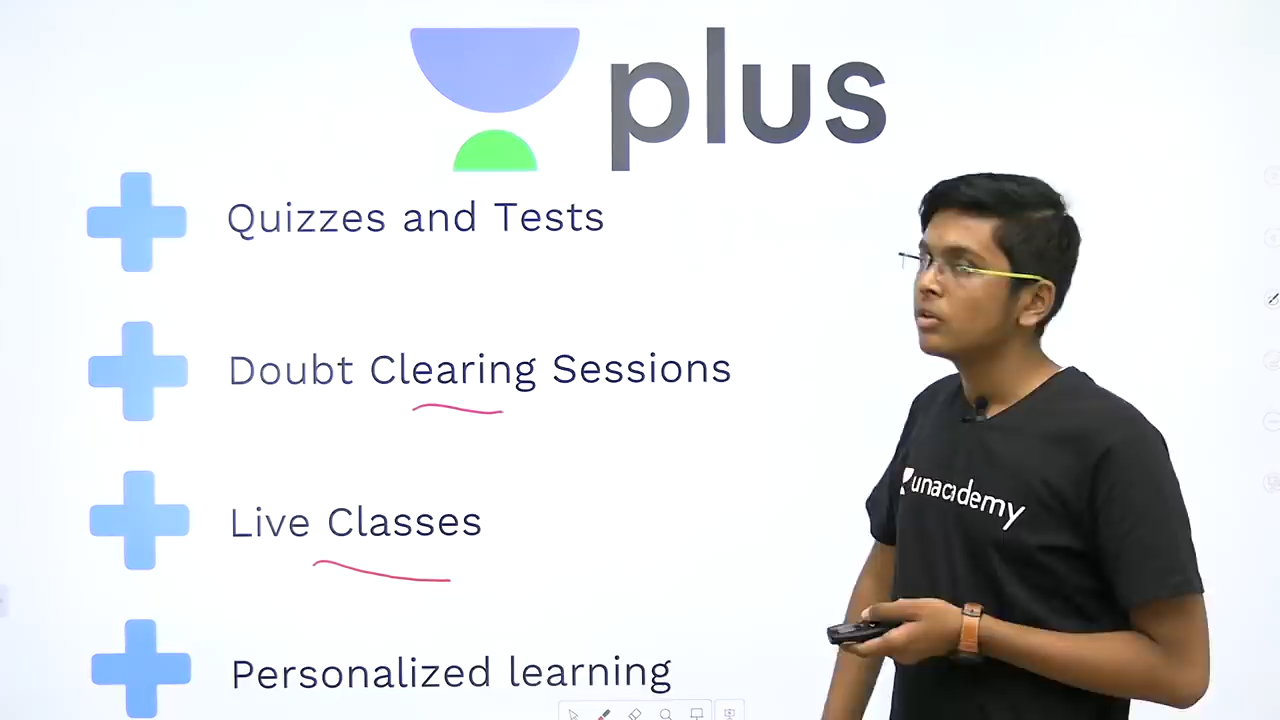 plus
Quizzes and Tests
Doubt Clearing Sessions
Live Classes
Personalized learning
unacademy